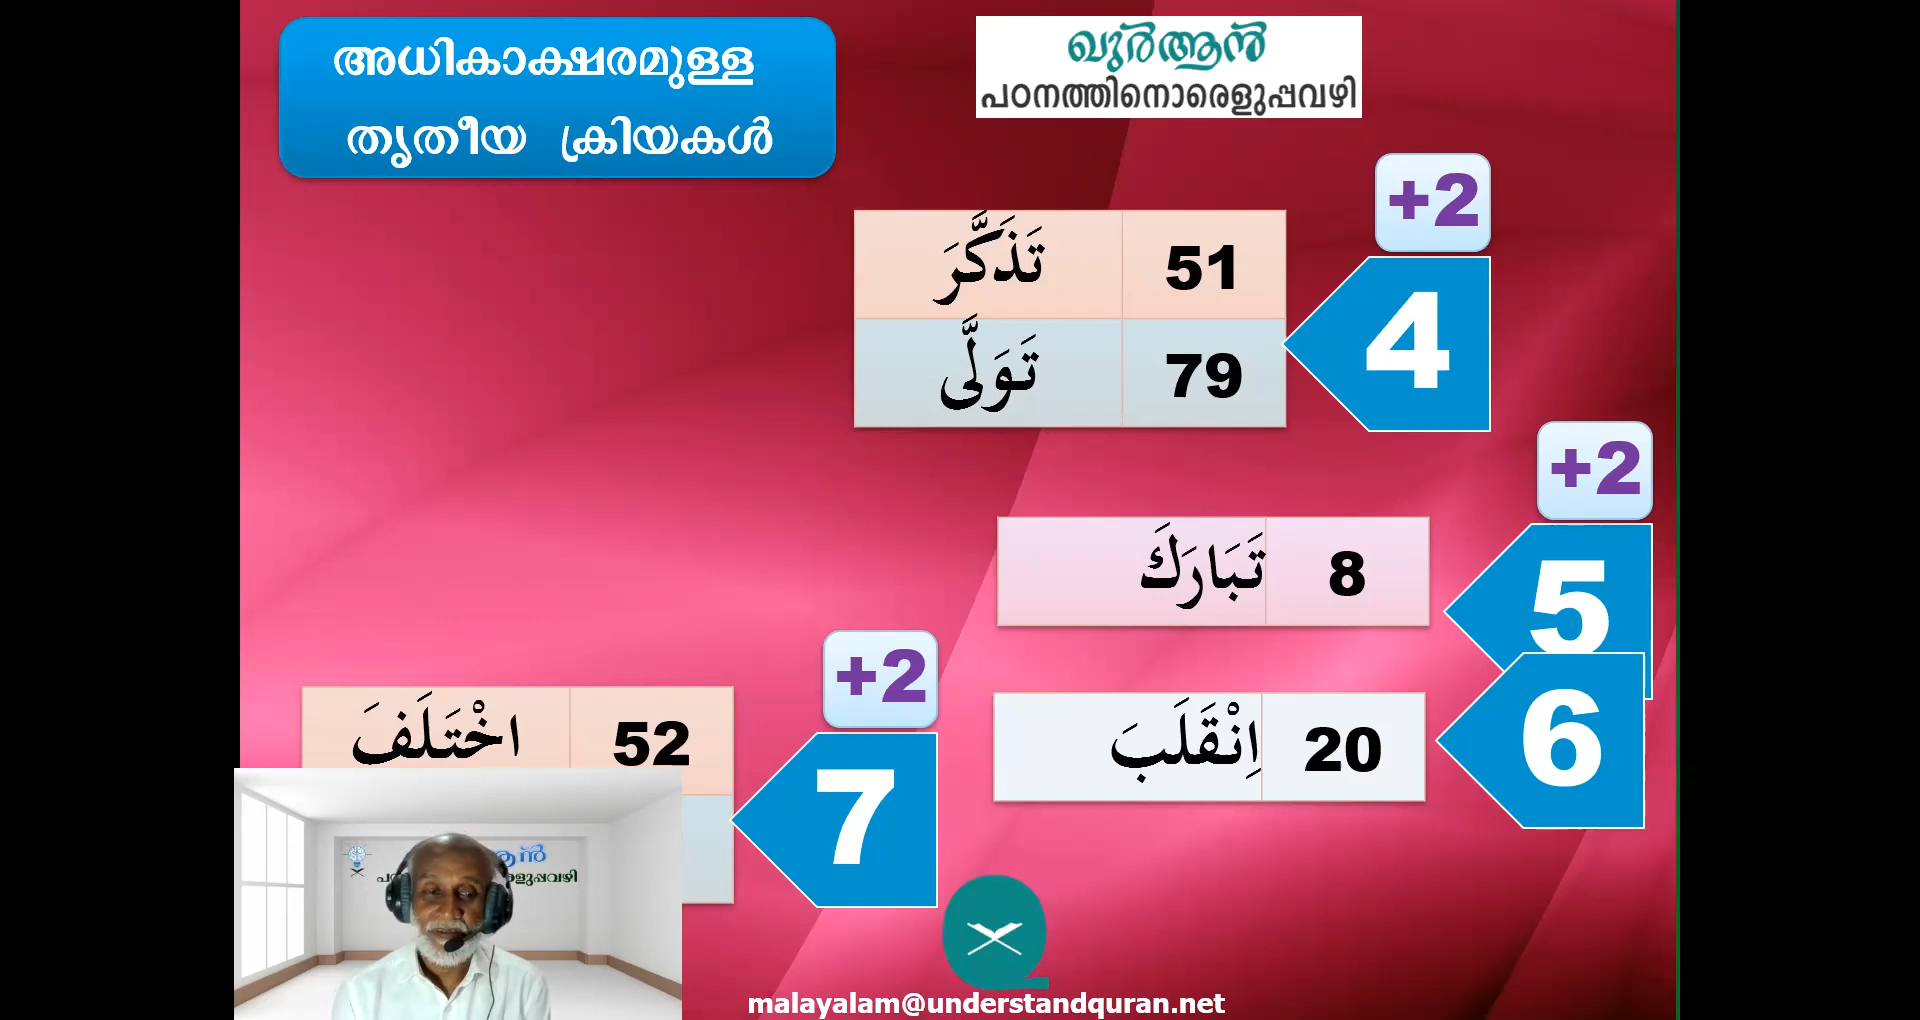 അധികാക്ഷരമുള്ള
തൃതീയ ക്രിയകൾ
ഖുർആൻ
പഠനത്തിനൊരെളുപ്പവഴി
+2
تَذَكَّرَ 51
تَوَلَّى 79
4
+2
تَبَارَكَ 8
5
+2
اخْتَلَفَ 52
7
اِنْقَلَبَ 20
6
malayalam@understandquran.net